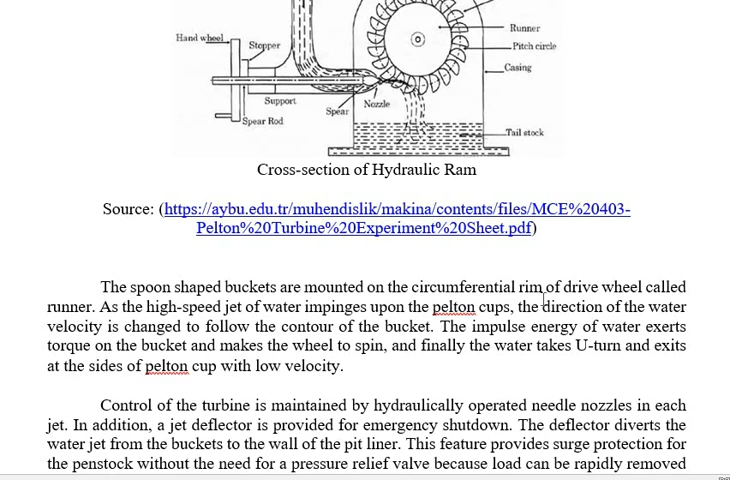 Runner
Hand wheel
Stopper
Pitch circle
Casing
Support
Nozzle
Spear
Spear Rod
Tail stock
Cross-section of Hydraulic Ram
Source: (https://aybu.edu.tr/muhendislik/makina/contents/files/MCE%20403-
Pelton%20Turbine%20Experiment%20Sheet.pdf)
The spoon shaped buckets are mounted on the circumferential rim of drive wheel called
runner. As the high-speed jet of water impinges upon the pelton cups, the direction of the water
velocity is changed to follow the contour of the bucket. The impulse energy of water exerts
torque on the bucket and makes the wheel to spin, and finally the water takes U-turn and exits
at the sides of pelton cup with low velocity.
Control of the turbine is maintained by hydraulically operated needle nozzles in each
jet. In addition, a jet deflector is provided for emergency shutdown. The deflector diverts the
water jet from the buckets to the wall of the pit liner. This feature provides surge protection for
the penstock without the need for a pressure relief valve because load can be rapidly removed